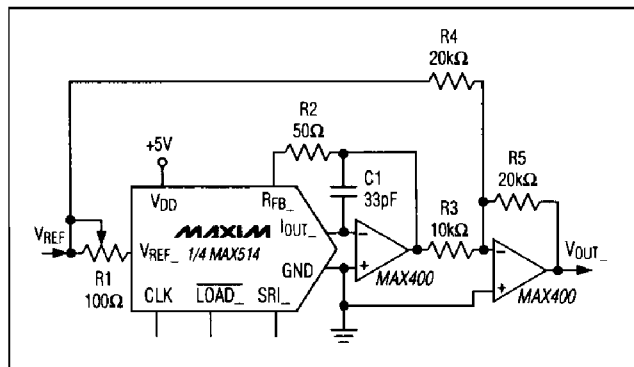 R4
20kΩ
R2
50Ω
+5V
R5
20kΩ
C1
33pF
VDD
RFB_
R3
10kΩ
IOUT_
MAXIM
1/4 MAX514
VREF
VREF_
VOUT_
GND
MAX400
R1
100Ω
CLK
LOAD_
SRI_
MAX400
- 
+
-
+